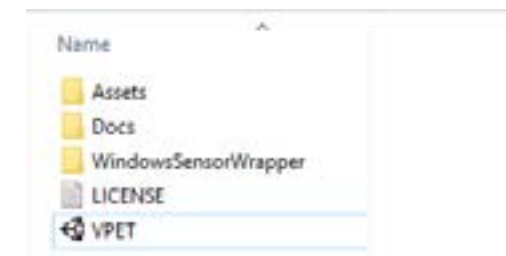 Name
Assets
Docs
WindowsSensorWrapper
LICENSE
VPET